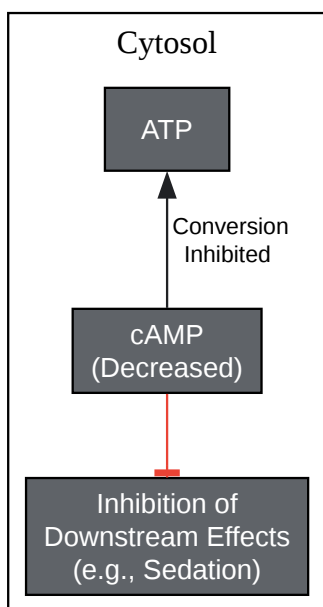 Cytosol
ATP
Conversion
Inhibited
cAMP
(Decreased)
Inhibition of
Downstream Effects
(e.g., Sedation)